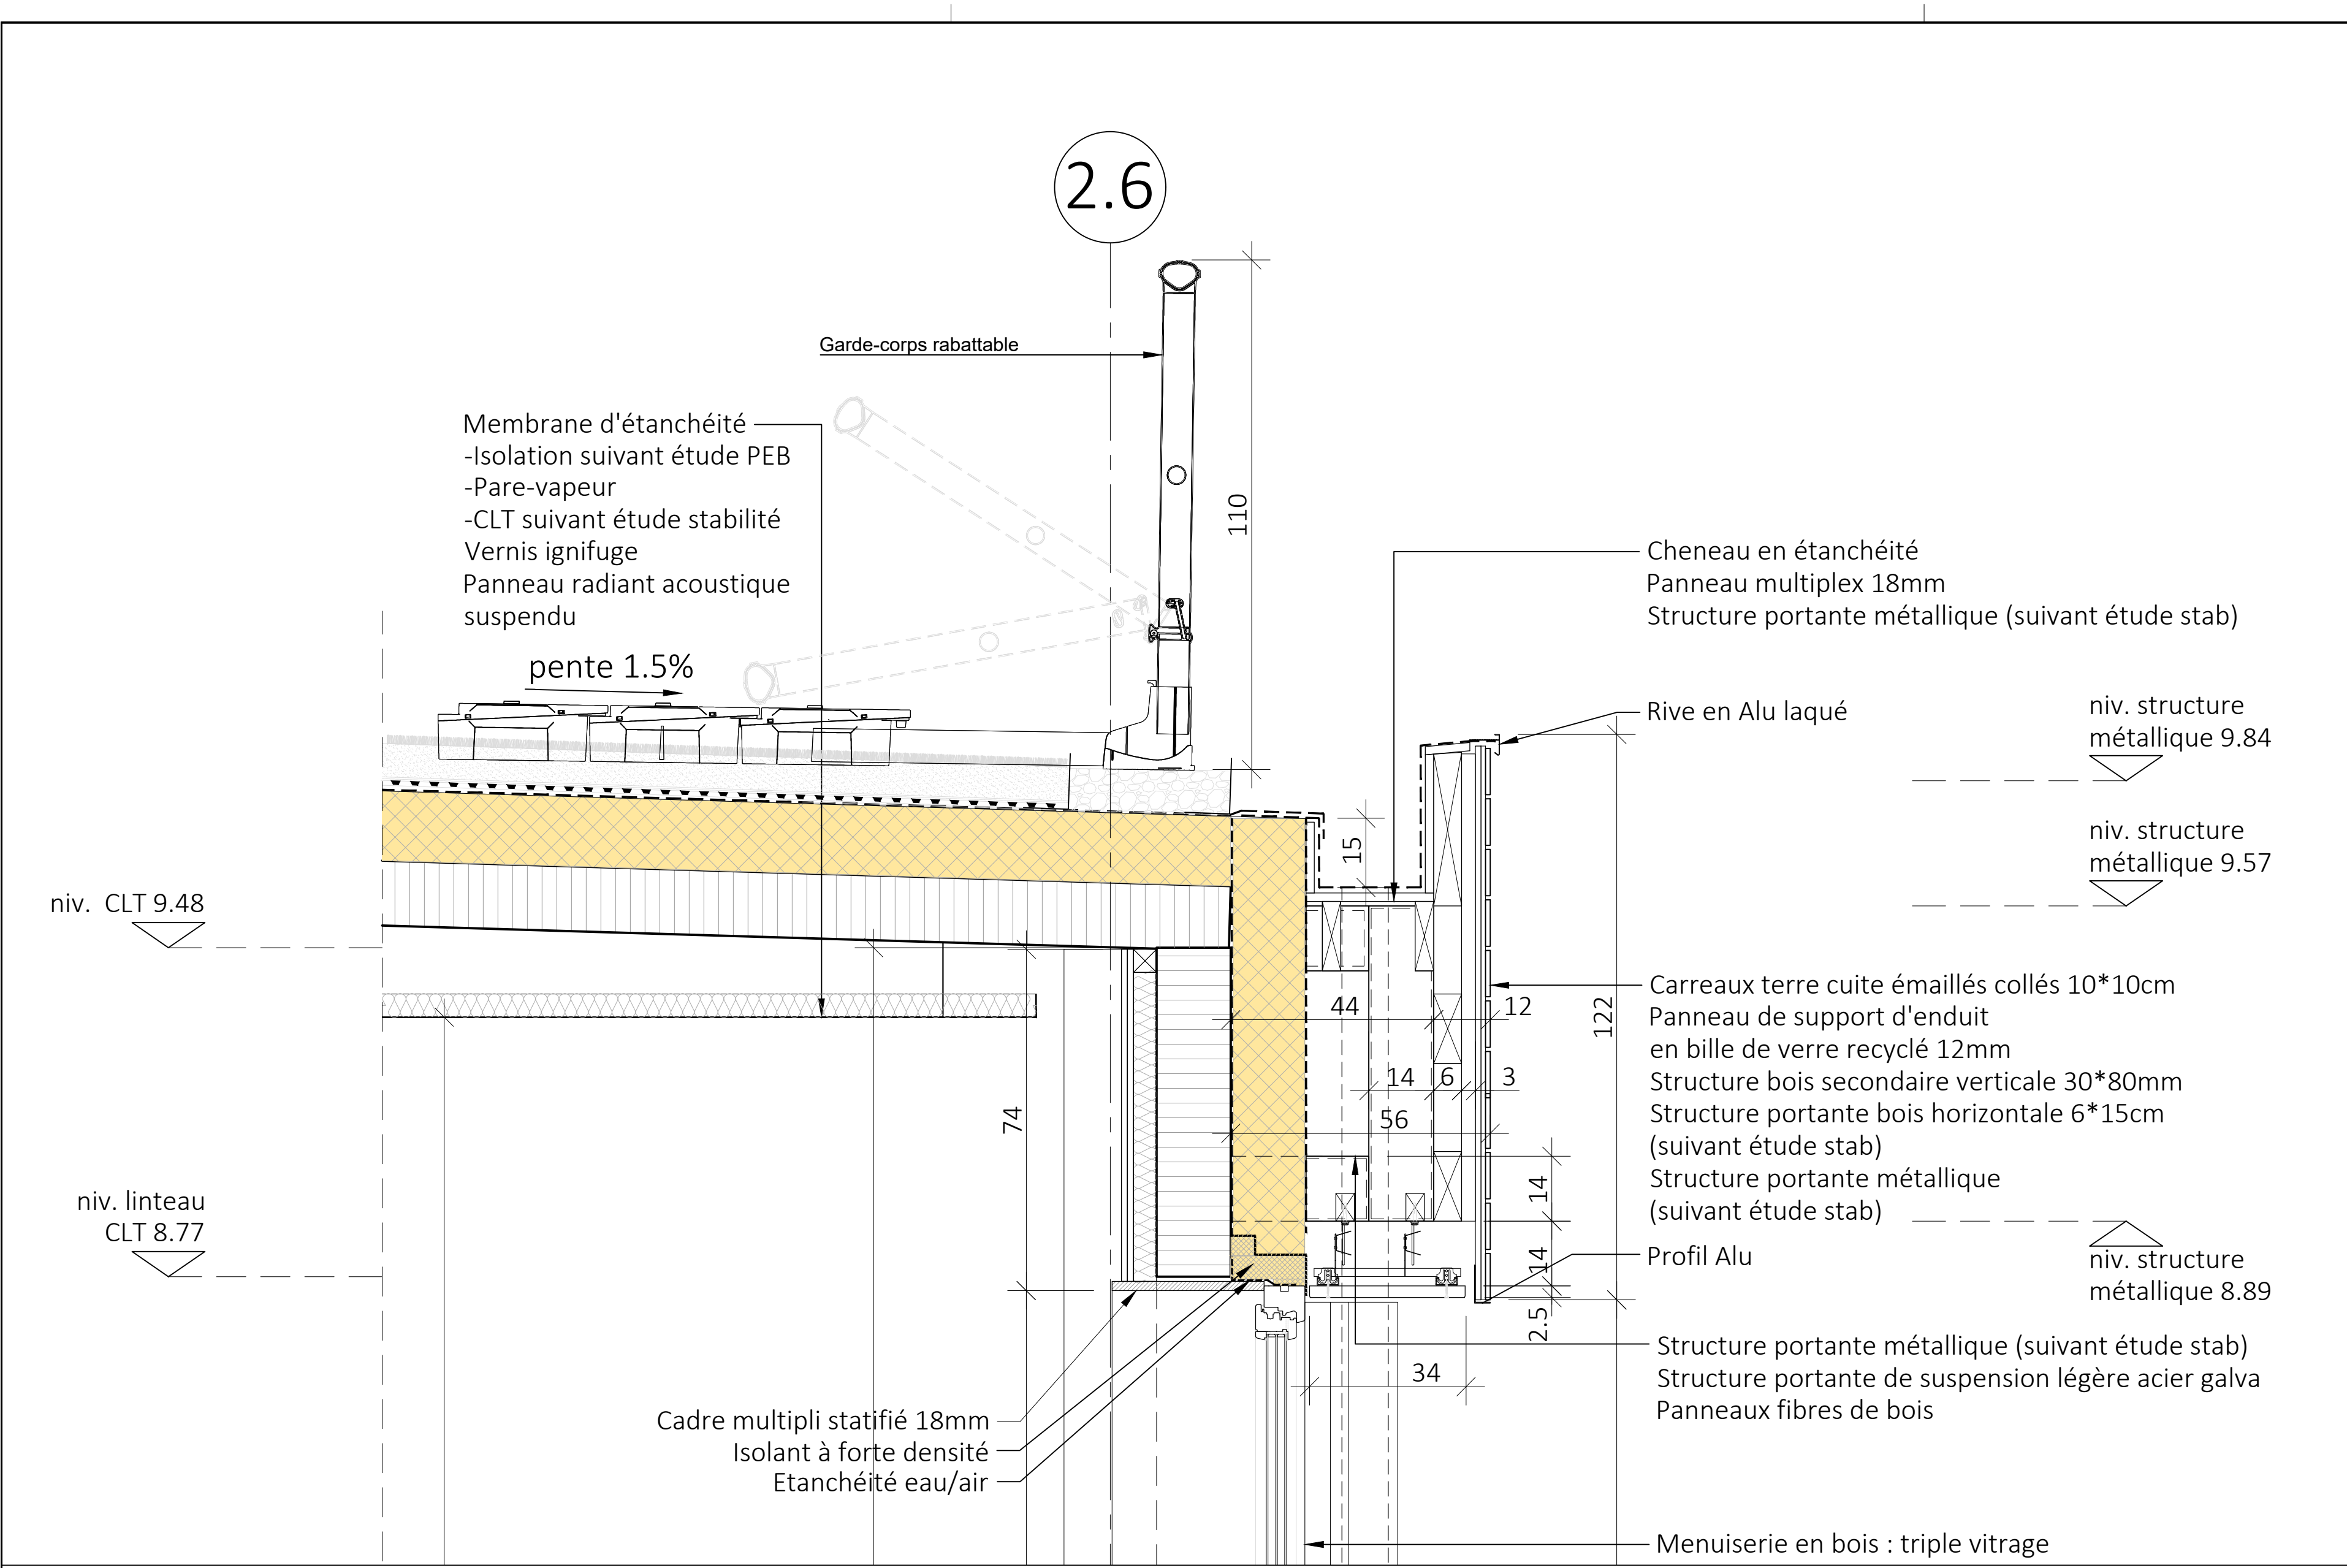 2.6
Garde-corps rabattable
110
Membrane d'étanchéité
-Isolation suivant étude PEB
-Pare-vapeur
-CLT suivant étude stabilité
Vernis ignifuge
Panneau radiant acoustique
suspendu
pente 1.5%
Cheneau en étanchéité
Panneau multiplex 18mm
Structure portante métallique (suivant étude stab)
Rive en Alu laqué
niv. structure
métallique 9.84
niv. structure
métallique 9.57
15
niv. CLT 9.48
44
12
122
14
6
3
56
74
Carreaux terre cuite émaillés collés 10*10cm
Panneau de support d'enduit
en bille de verre recyclé 12mm
Structure bois secondaire verticale 30*80mm
Structure portante bois horizontale 6*15cm
(suivant étude stab)
Structure portante métallique
(suivant étude stab)
niv. linteau
CLT 8.77
14
14
2.5
Profil Alu
niv. structure
métallique 8.89
34
Structure portante métallique (suivant étude stab)
Structure portante de suspension légère acier galva
Panneaux fibres de bois
Cadre multipli statifié 18mm
Isolant à forte densité
Etanchéité eau/air
Menuiserie en bois : triple vitrage